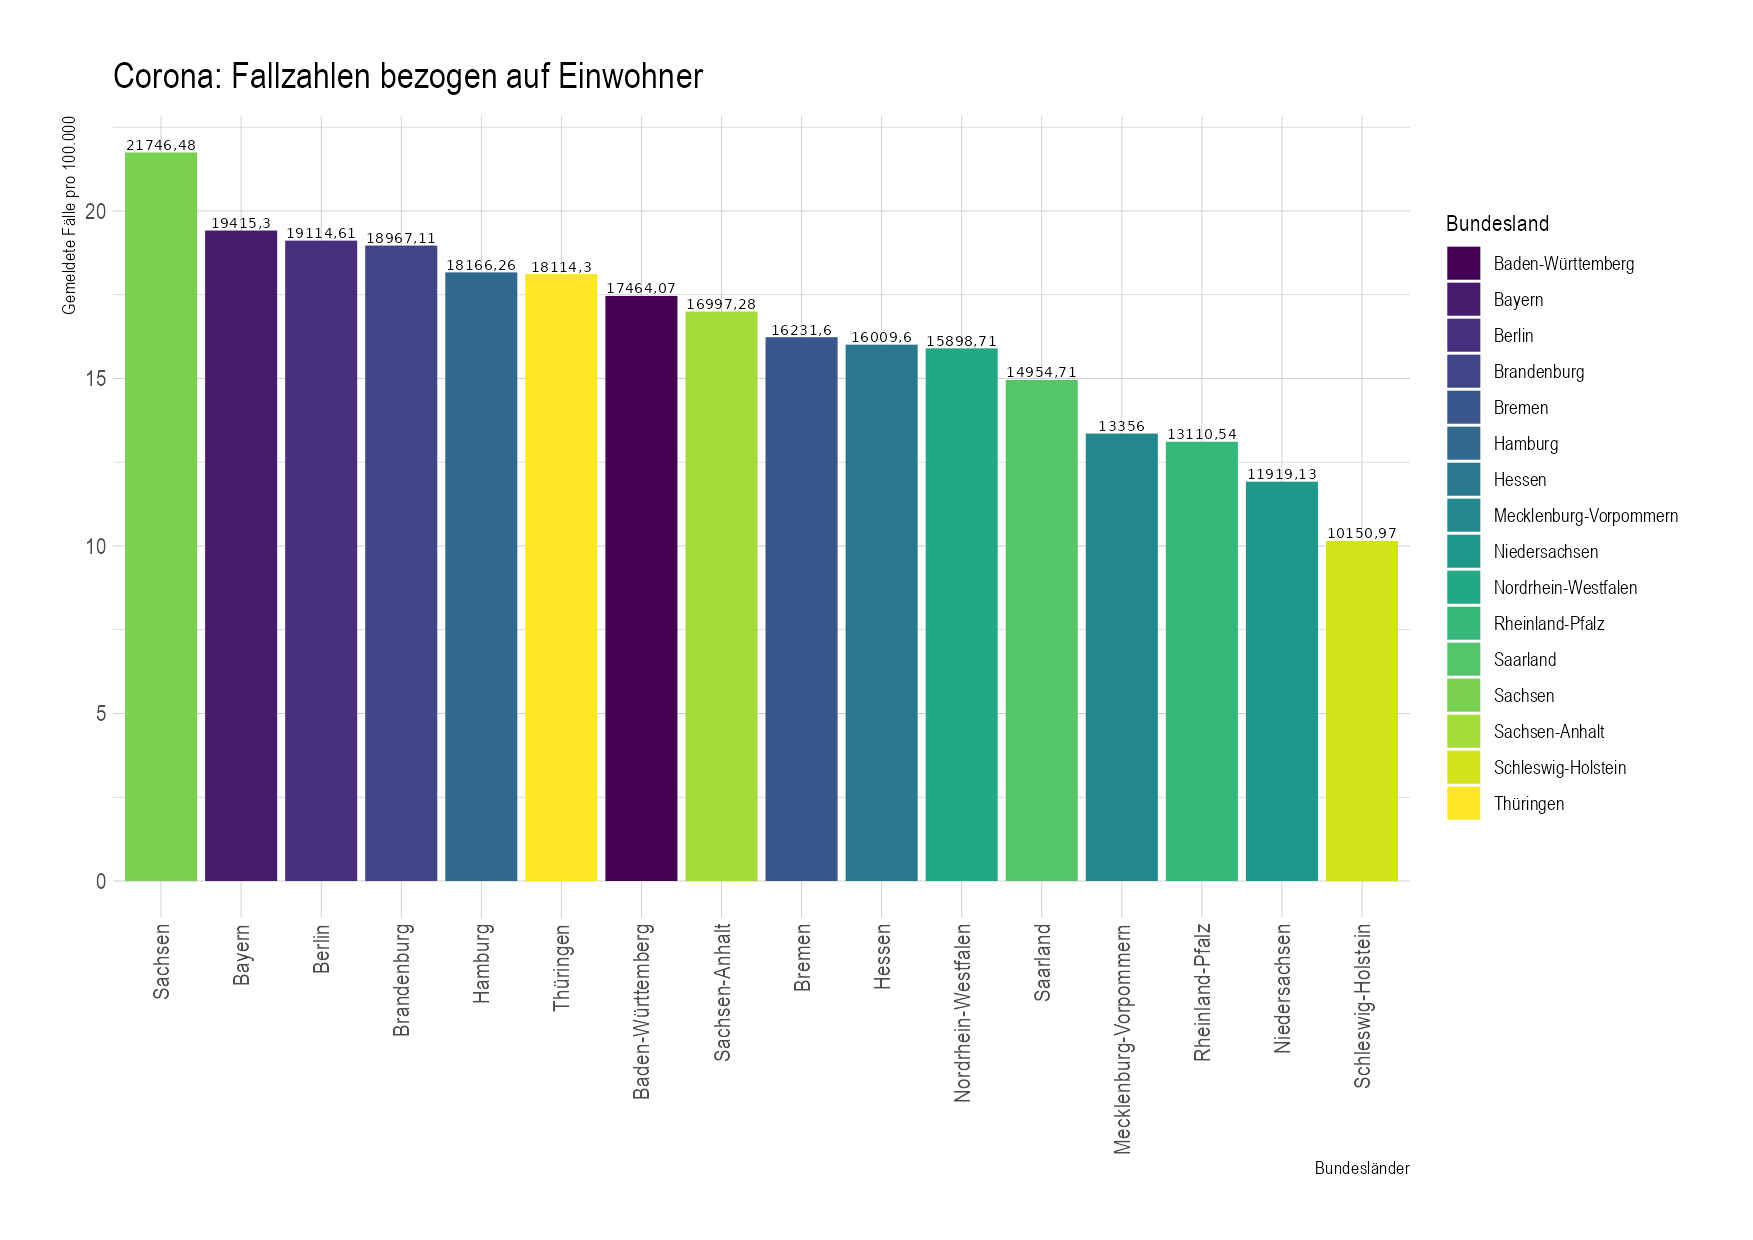 Corona: Fallzahlen bezogen auf Einwohner
Gemeldete Fälle pro 100.000
20
15
10
5
0
21746,48
19415,3
19114,61
18967,11
18166,26
18114,3
17464,07
16997,28
16231,6
16009,6
15898,71
14954,71
13356
13110,54
11919,13
10150,97
Sachsen
Bayern
Berlin
Brandenburg
Hamburg
Thüringen
Baden-Württemberg
Sachsen-Anhalt
Bremen
Hessen
Nordrhein-Westfalen
Saarland
Mecklenburg-Vorpommern
Rheinland-Pfalz
Niedersachsen
Schleswig-Holstein
Bundesländer
Bundesland
Baden-Württemberg
Bayern
Berlin
Brandenburg
Bremen
Hamburg
Hessen
Mecklenburg-Vorpommern
Niedersachsen
Nordrhein-Westfalen
Rheinland-Pfalz
Saarland
Sachsen
Sachsen-Anhalt
Schleswig-Holstein
Thüringen